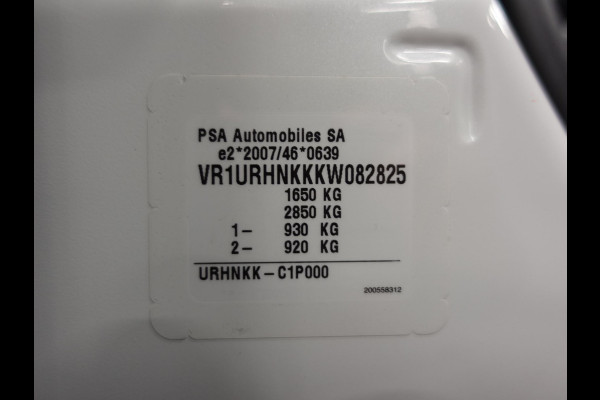 PSA Automobiles SA
e2*2007/46*0639
VR1URHNKKKW082825
1650 KG
2850 KG
1- 930 KG
2- 920 KG
URHNKK-C1P000
200558312